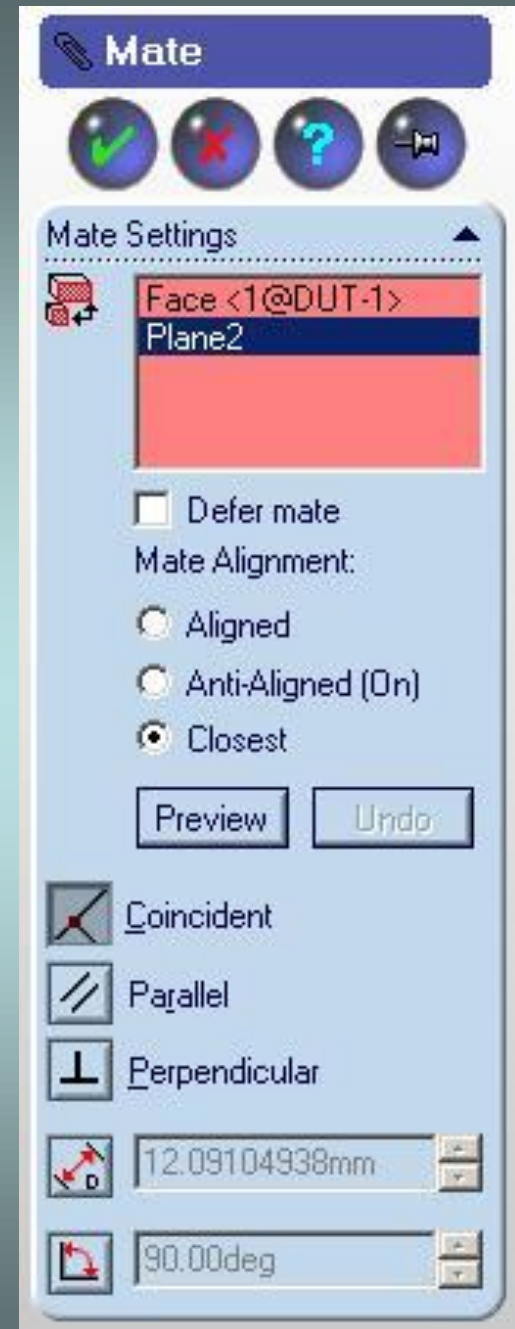 Mate
?
Mate Settings
Face <1@DUT-1>
Plane2
Defer mate
Mate Alignment:
Aligned
Anti-Aligned (On)
Closest
Preview Undo
Coincident
Parallel
Perpendicular
D 12.09104938mm
90.00deg